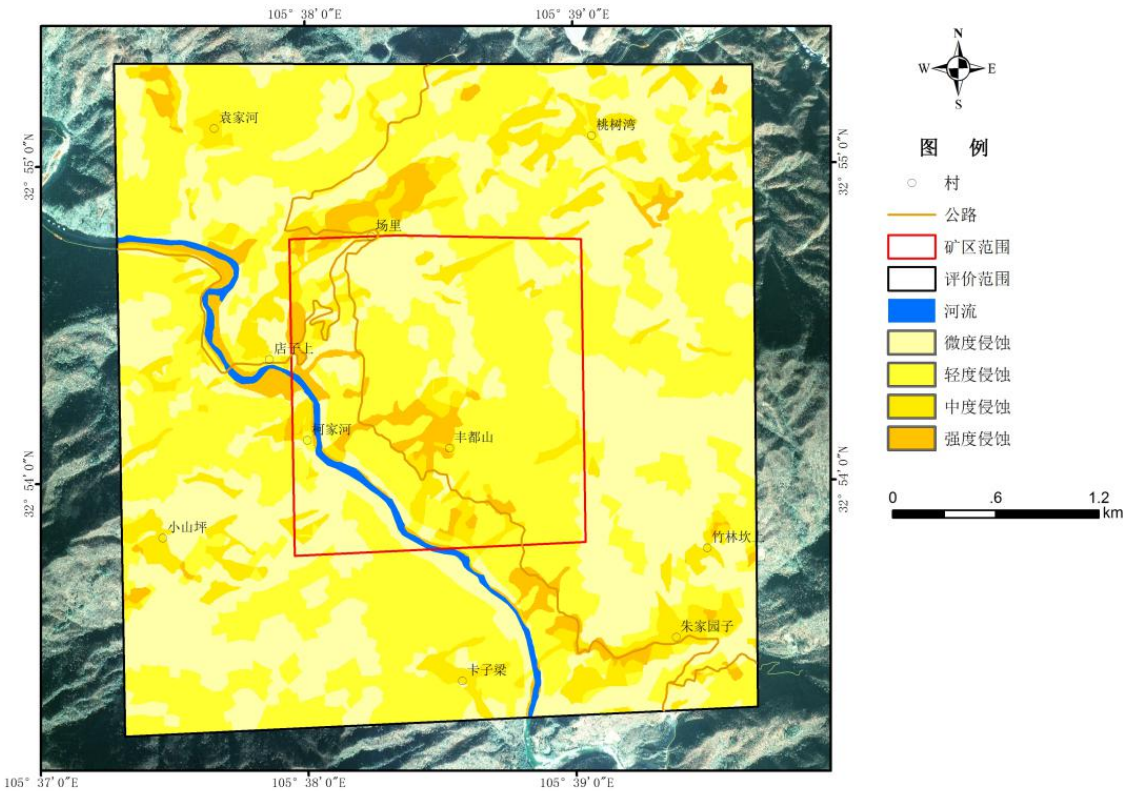 105° 38′ 0″E
105° 39′ 0″E
32° 55′ 0″N
32° 55′ 0″N
32° 54′ 0″N
32° 54′ 0″N
袁家河
桃树湾
场里
店子上
柯家河
丰都山
小山坪
竹林坎
朱家园子
卡子梁
105° 37′ 0″E
105° 38′ 0″E
105° 39′ 0″E
N
W
E
S
图 例
村
公路
矿区范围
评价范围
河流
微度侵蚀
轻度侵蚀
中度侵蚀
强度侵蚀
0 .6 1.2
km